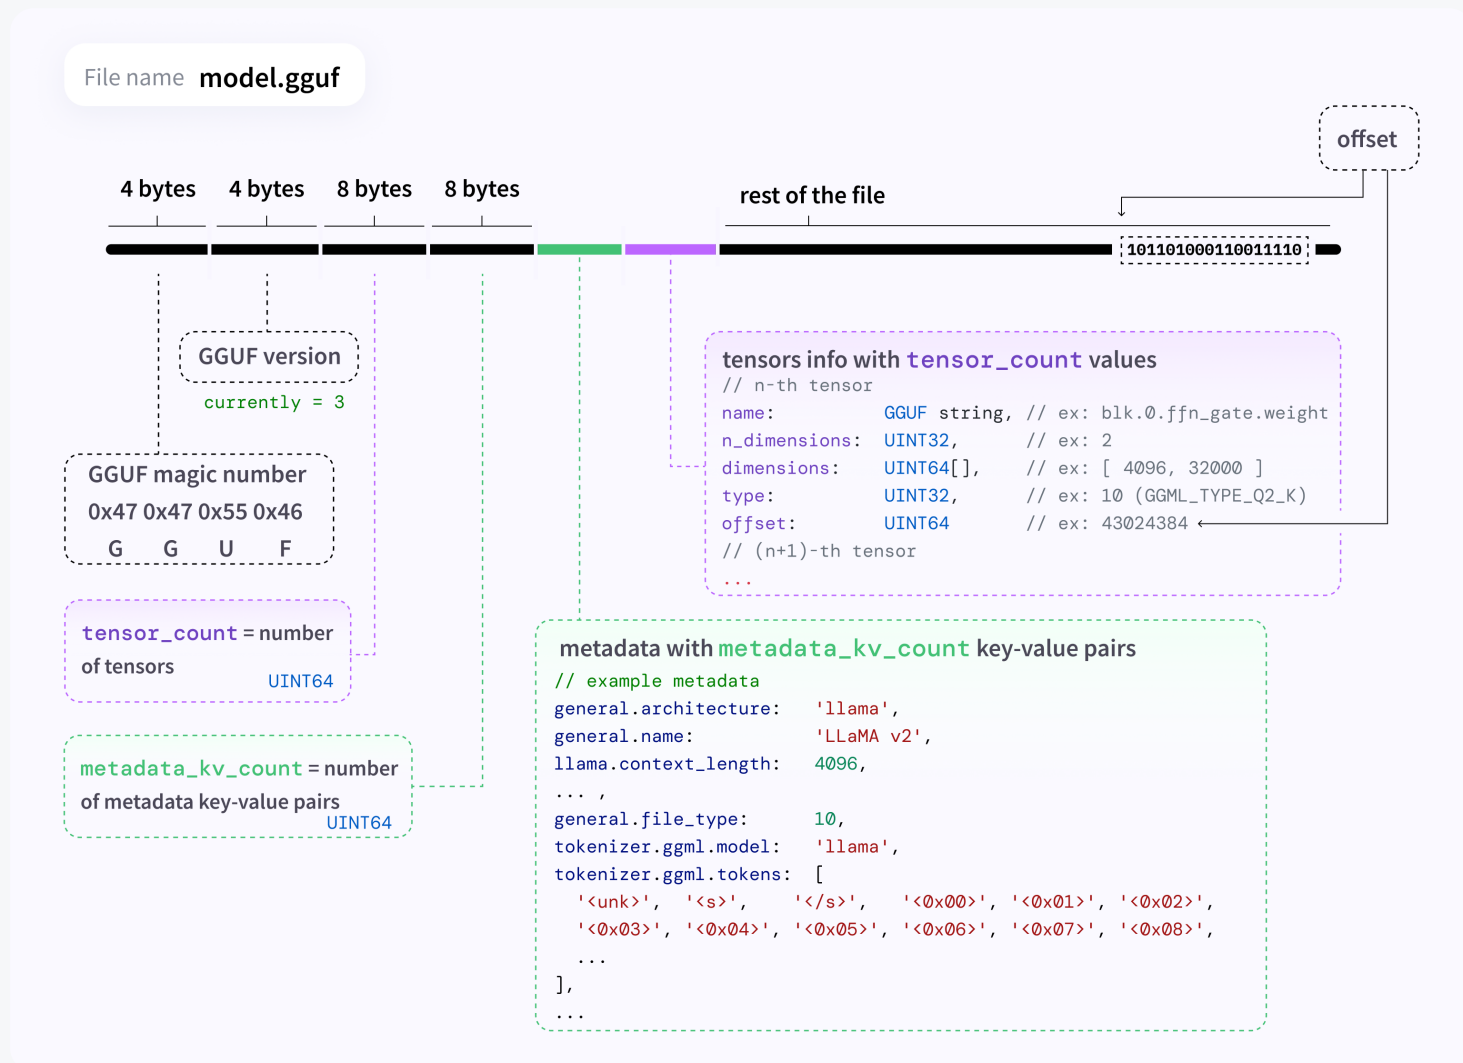 File name model.gguf
offset
4 bytes
4 bytes
8 bytes
8 bytes
rest of the file
101101000110011110
GGUF version
currently = 3
GGUF magic number
0x47 0x47 0x55 0x46
G G U F
tensor_count = number
of tensors
UINT64
metadata_kv_count = number
of metadata key-value pairs
UINT64
tensors info with tensor_count values
// n-th tensor
name: GGUF string, // ex: blk.0.ffn_gate.weight
n_dimensions: UINT32, // ex: 2
dimensions: UINT64[], // ex: [ 4096, 32000 ]
type: UINT32, // ex: 10 (GGML_TYPE_Q2_K)
offset: UINT64 // ex: 43024384
// (n+1)-th tensor
...
metadata with metadata_kv_count key-value pairs
// example metadata
general.architecture: 'llama',
general.name: 'LLaMA v2',
llama.context_length: 4096,
... ,
general.file_type: 10,
tokenizer.ggml.model: 'llama',
tokenizer.ggml.tokens: [
'<unk>', '<s>', '</s>', '<0x00>', '<0x01>', '<0x02>',
'<0x03>', '<0x04>', '<0x05>', '<0x06>', '<0x07>', '<0x08>',
...
],
...